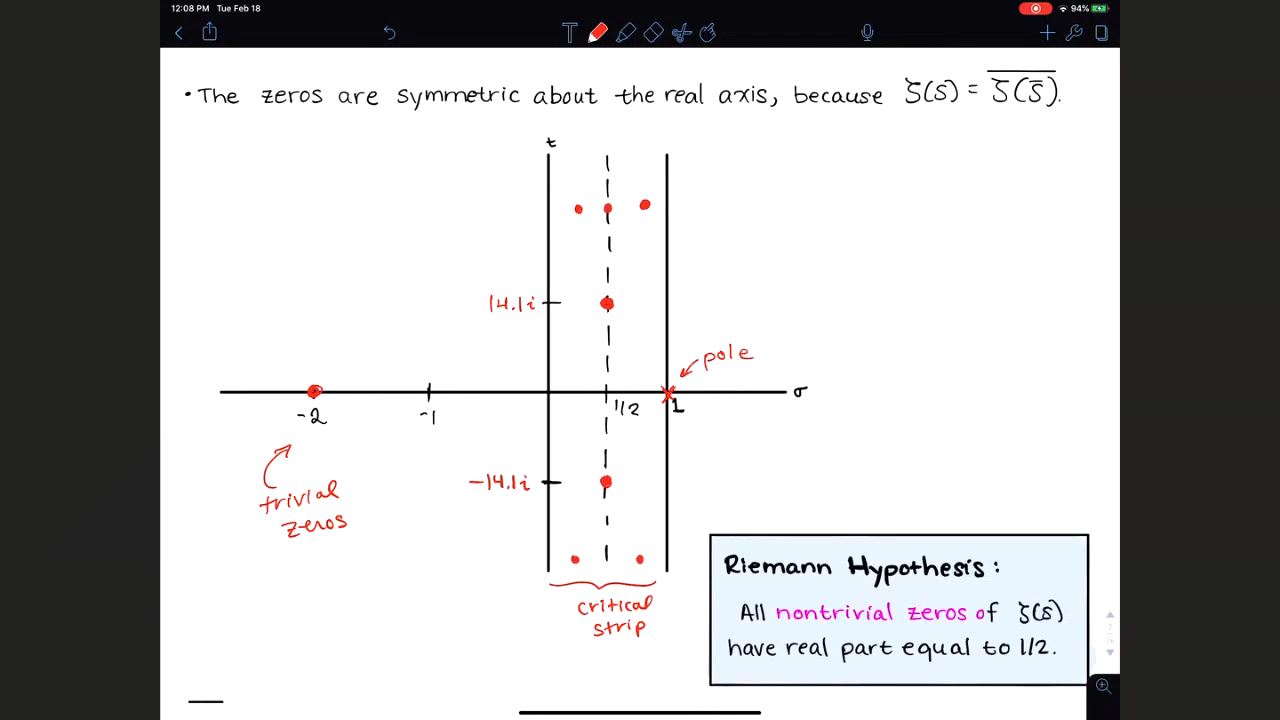 12:08 PM Tue Feb 18
94%
• The zeros are symmetric about the real axis, because ζ(s) = \overline{ζ(s̄)}.
t
14.1i
pole
σ
-2
-1
1/2
1
-14.1i
trivial
zeros
critical
strip
Riemann Hypothesis:
All nontrivial zeros of ζ(s)
have real part equal to 1/2.